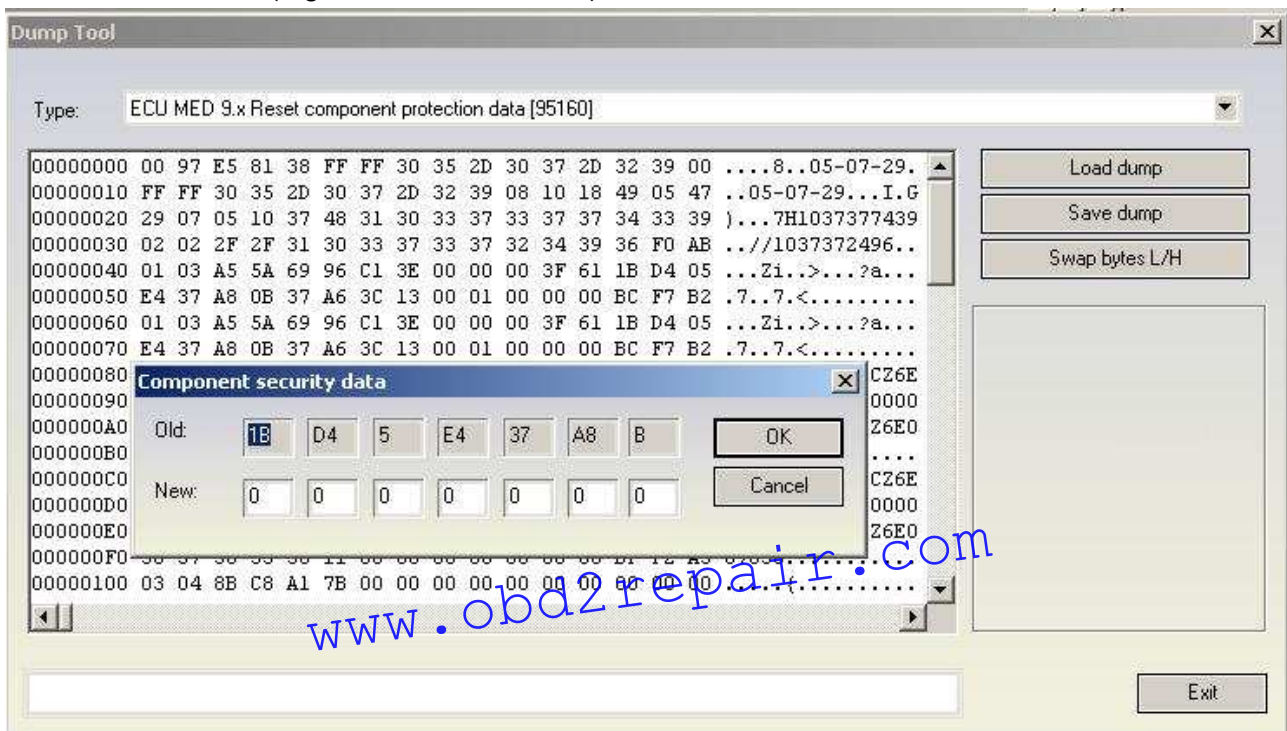 Dump Tool
Type: ECU MED 9.x Reset component protection data [95160]
00000000 00 97 E5 81 38 FF FF 30 35 2D 30 37 2D 32 39 00 ....8..05-07-29.
00000010 FF FF 30 35 2D 30 37 2D 32 39 08 10 18 49 05 47 ..05-07-29...I.G
00000020 29 07 05 10 37 48 31 30 33 37 33 37 37 34 33 39 )...7H1037377439
00000030 02 02 2F 2F 31 30 33 37 33 37 32 34 39 36 F0 AB ..//1037372496..
00000040 01 03 A5 5A 69 96 C1 3E 00 00 00 3F 61 1B D4 05 ...Zi..>...?a...
00000050 E4 37 A8 0B 37 A6 3C 13 00 01 00 00 00 BC F7 B2 .7..7.<.........
00000060 01 03 A5 5A 69 96 C1 3E 00 00 00 3F 61 1B D4 05 ...Zi..>...?a...
00000070 E4 37 A8 0B 37 A6 3C 13 00 01 00 00 00 BC F7 B2 .7..7.<.........
00000080 CZ6E
00000090 0000
000000A0 Z6E0
000000B0 ....
000000C0 CZ6E
000000D0 0000
000000E0 Z6E0
000000F0
00000100 03 04 8B C8 A1 7B 00 00 00 00 00 00 00 00 00 00 .....{..........
Component security data
Old: 1B D4 5 E4 37 A8 B
New: 0 0 0 0 0 0 0
OK
Cancel
Load dump
Save dump
Swap bytes L/H
www.obd2repair.com
Exit